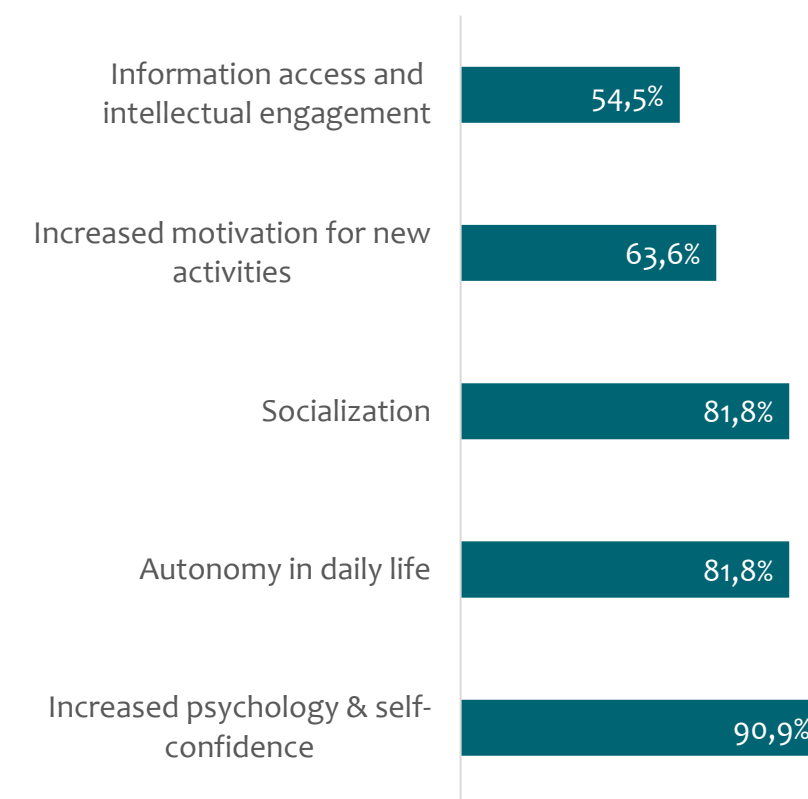 Information access and
intellectual engagement
54,5%
Increased motivation for new
activities
63,6%
Socialization
81,8%
Autonomy in daily life
81,8%
Increased psychology & self-
confidence
90,9%